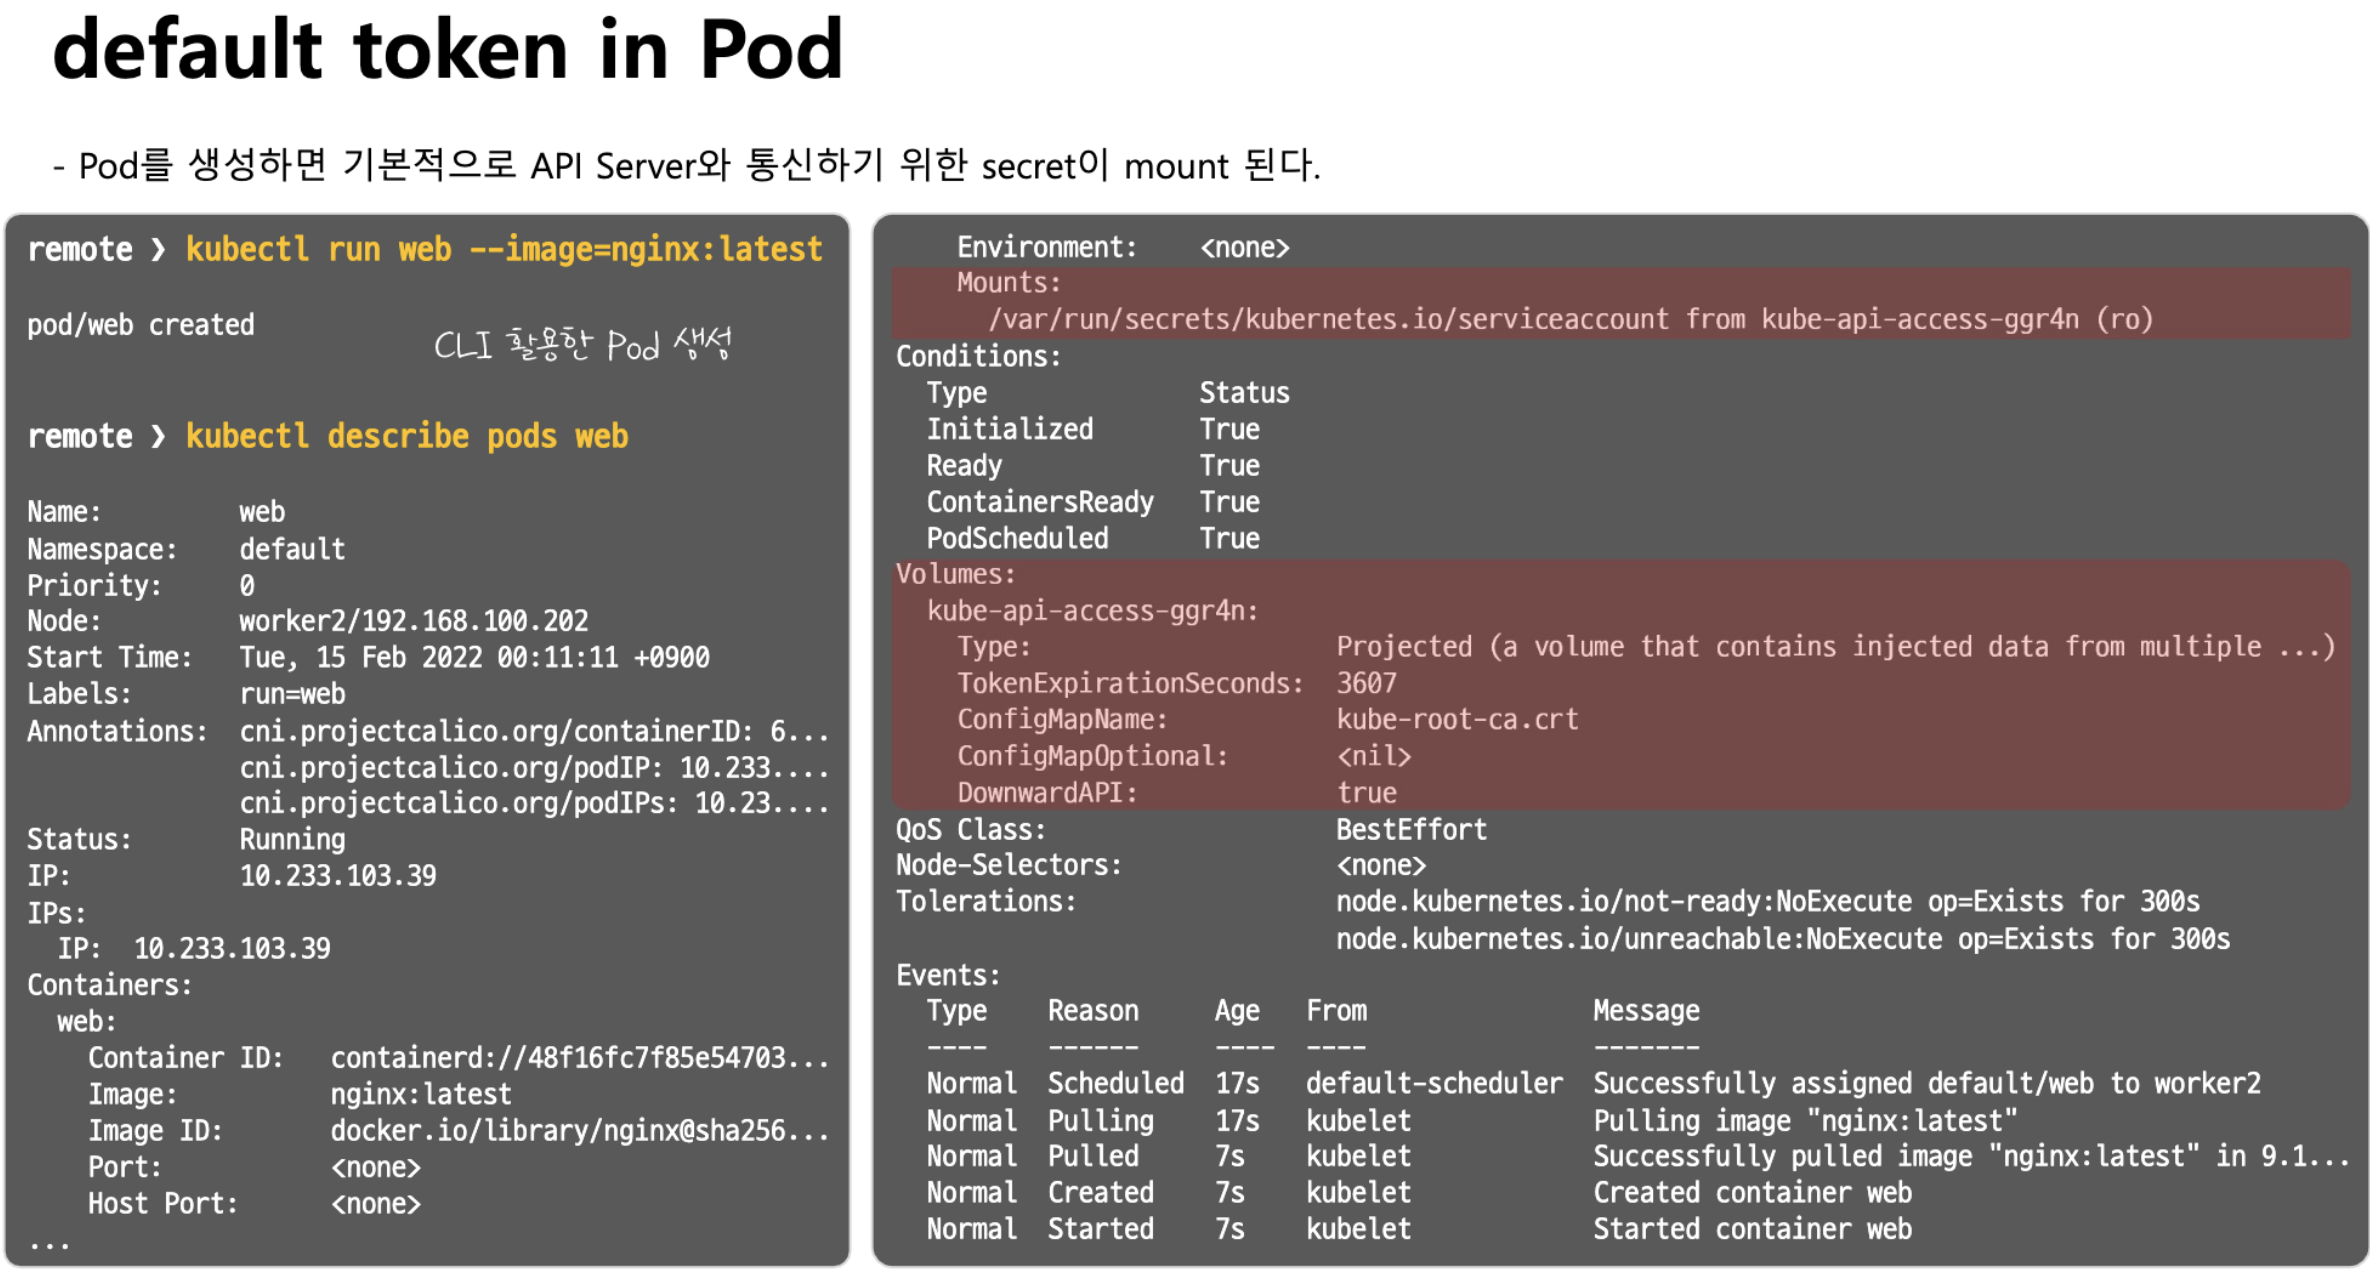 default token in Pod
- Pod를 생성하면 기본적으로 API Server와 통신하기 위한 secret이 mount 된다.
remote ❯ kubectl run web --image=nginx:latest
pod/web created
CLI 활용한 Pod 생성
remote ❯ kubectl describe pods web
Name: web
Namespace: default
Priority: 0
Node: worker2/192.168.100.202
Start Time: Tue, 15 Feb 2022 00:11:11 +0900
Labels: run=web
Annotations: cni.projectcalico.org/containerID: 6...
cni.projectcalico.org/podIP: 10.233....
cni.projectcalico.org/podIPs: 10.23....
Status: Running
IP: 10.233.103.39
IPs:
IP: 10.233.103.39
Containers:
web:
Container ID: containerd://48f16fc7f85e54703...
Image: nginx:latest
Image ID: docker.io/library/nginx@sha256...
Port: <none>
Host Port: <none>
...
Environment: <none>
Mounts:
/var/run/secrets/kubernetes.io/serviceaccount from kube-api-access-ggr4n (ro)
Conditions:
Type Status
Initialized True
Ready True
ContainersReady True
PodScheduled True
Volumes:
kube-api-access-ggr4n:
Type: Projected (a volume that contains injected data from multiple ...)
TokenExpirationSeconds: 3607
ConfigMapName: kube-root-ca.crt
ConfigMapOptional: <nil>
DownwardAPI: true
QoS Class: BestEffort
Node-Selectors: <none>
Tolerations: node.kubernetes.io/not-ready:NoExecute op=Exists for 300s
node.kubernetes.io/unreachable:NoExecute op=Exists for 300s
Events:
Type Reason Age From Message
---- ------ ---- ---- -------
Normal Scheduled 17s default-scheduler Successfully assigned default/web to worker2
Normal Pulling 17s kubelet Pulling image "nginx:latest"
Normal Pulled 7s kubelet Successfully pulled image "nginx:latest" in 9.1...
Normal Created 7s kubelet Created container web
Normal Started 7s kubelet Started container web